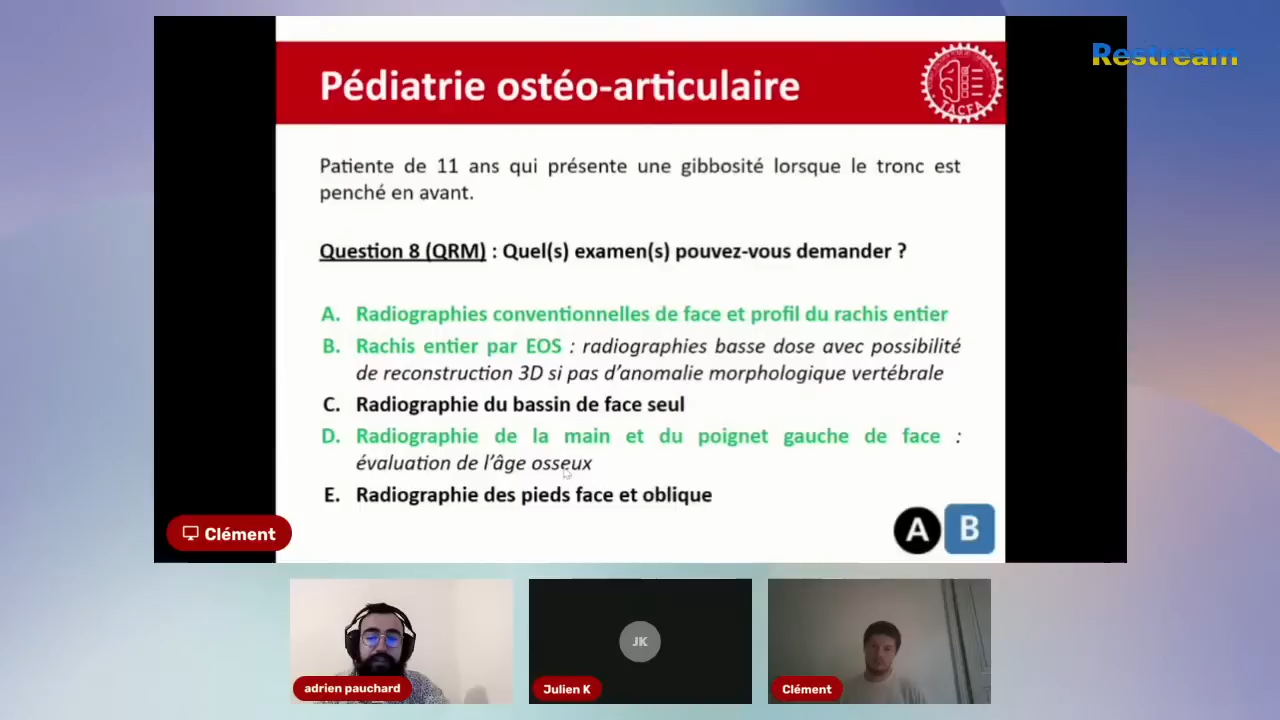 Restream
Pédiatrie ostéo-articulaire
TACFA
Patiente de 11 ans qui présente une gibbosité lorsque le tronc est
penché en avant.
Question 8 (QRM) : Quel(s) examen(s) pouvez-vous demander ?
A. Radiographies conventionnelles de face et profil du rachis entier
B. Rachis entier par EOS : radiographies basse dose avec possibilité
de reconstruction 3D si pas d'anomalie morphologique vertébrale
C. Radiographie du bassin de face seul
D. Radiographie de la main et du poignet gauche de face :
évaluation de l'âge osseux
E. Radiographie des pieds face et oblique
A B
Clément
JK
adrien pauchard
Julien K
Clément